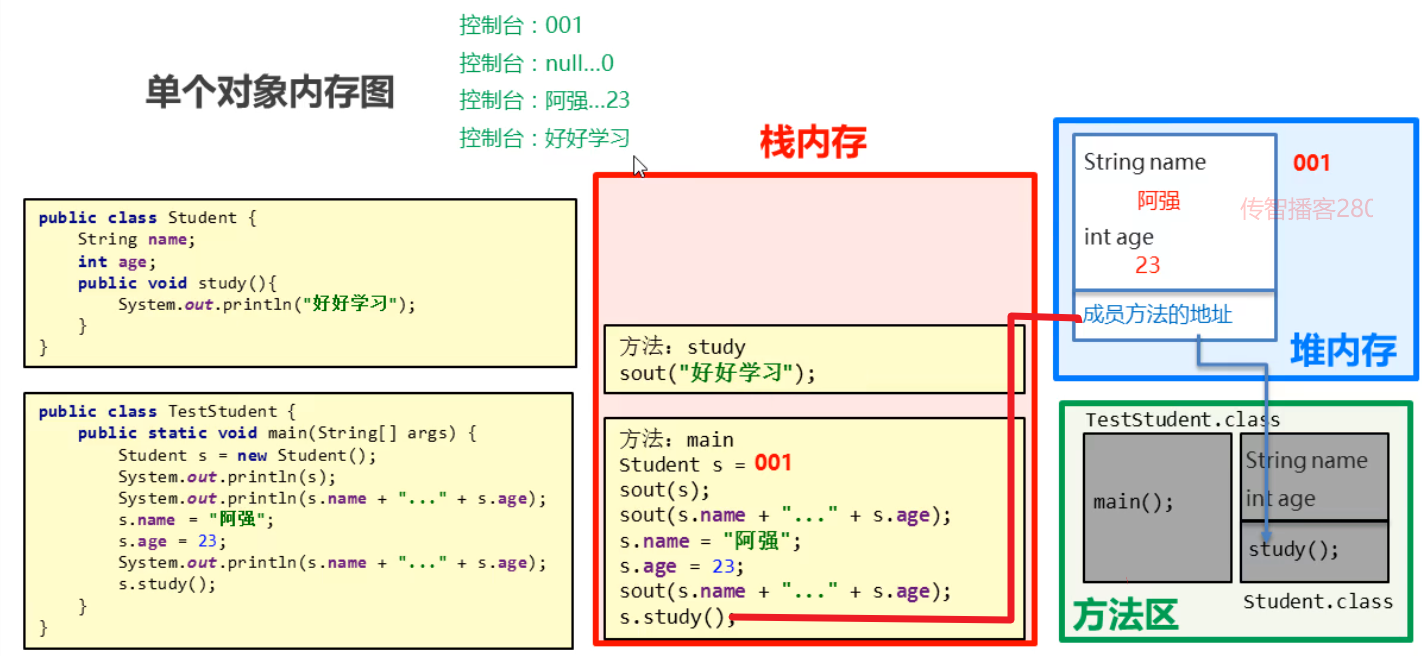 控制台：001
控制台：null...0
控制台：阿强...23
控制台：好好学习
单个对象内存图
public class Student {
String name;
int age;
public void study(){
System.out.println("好好学习");
}
}
public class TestStudent {
public static void main(String[] args) {
Student s = new Student();
System.out.println(s);
System.out.println(s.name + "..." + s.age);
s.name = "阿强";
s.age = 23;
System.out.println(s.name + "..." + s.age);
s.study();
}
}
栈内存
方法：study
sout("好好学习");
方法：main
Student s = 001
sout(s);
sout(s.name + "..." + s.age);
s.name = "阿强";
s.age = 23;
sout(s.name + "..." + s.age);
s.study();
String name
阿强
int age
23
成员方法的地址
001
传智播客280
堆内存
TestStudent.class
main();
String name
int age
study();
Student.class
方法区